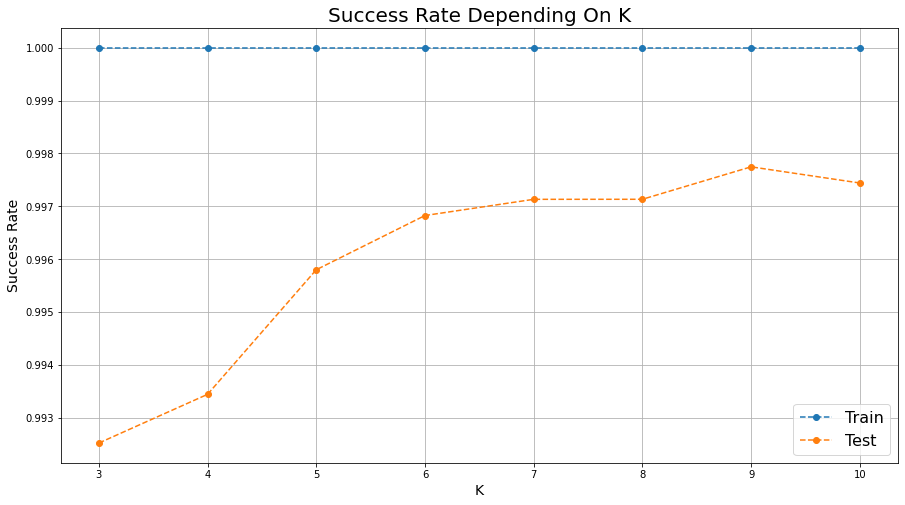 Success Rate Depending On K
1.000
0.999
0.998
0.997
0.996
0.995
0.994
0.993
Success Rate
3 4 5 6 7 8 9 10
K
Train
Test